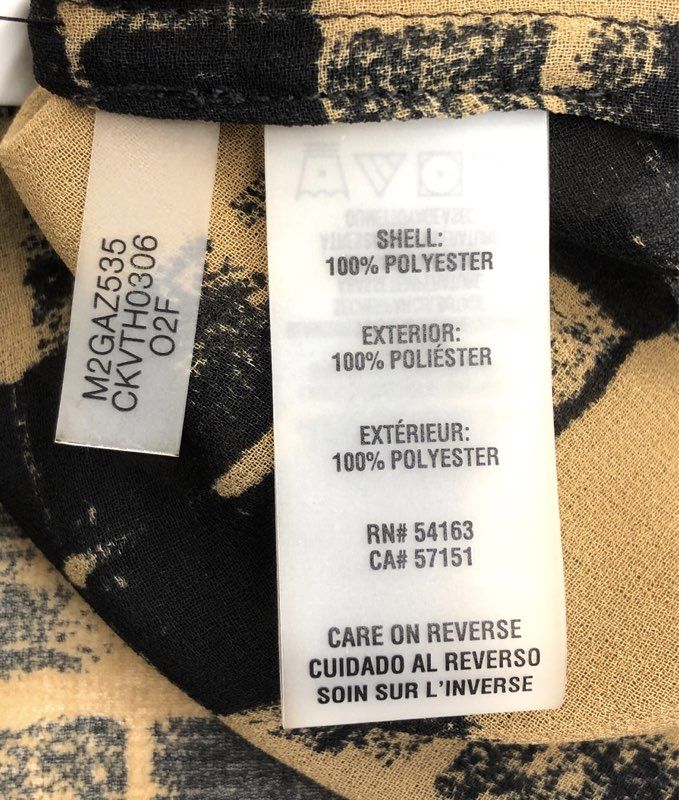 M2GAZ535
CKVTH0306
02F
SHELL:
100% POLYESTER
EXTERIOR:
100% POLIÉSTER
EXTÉRIEUR:
100% POLYESTER
RN# 54163
CA# 57151
CARE ON REVERSE
CUIDADO AL REVERSO
SOIN SUR L'INVERSE